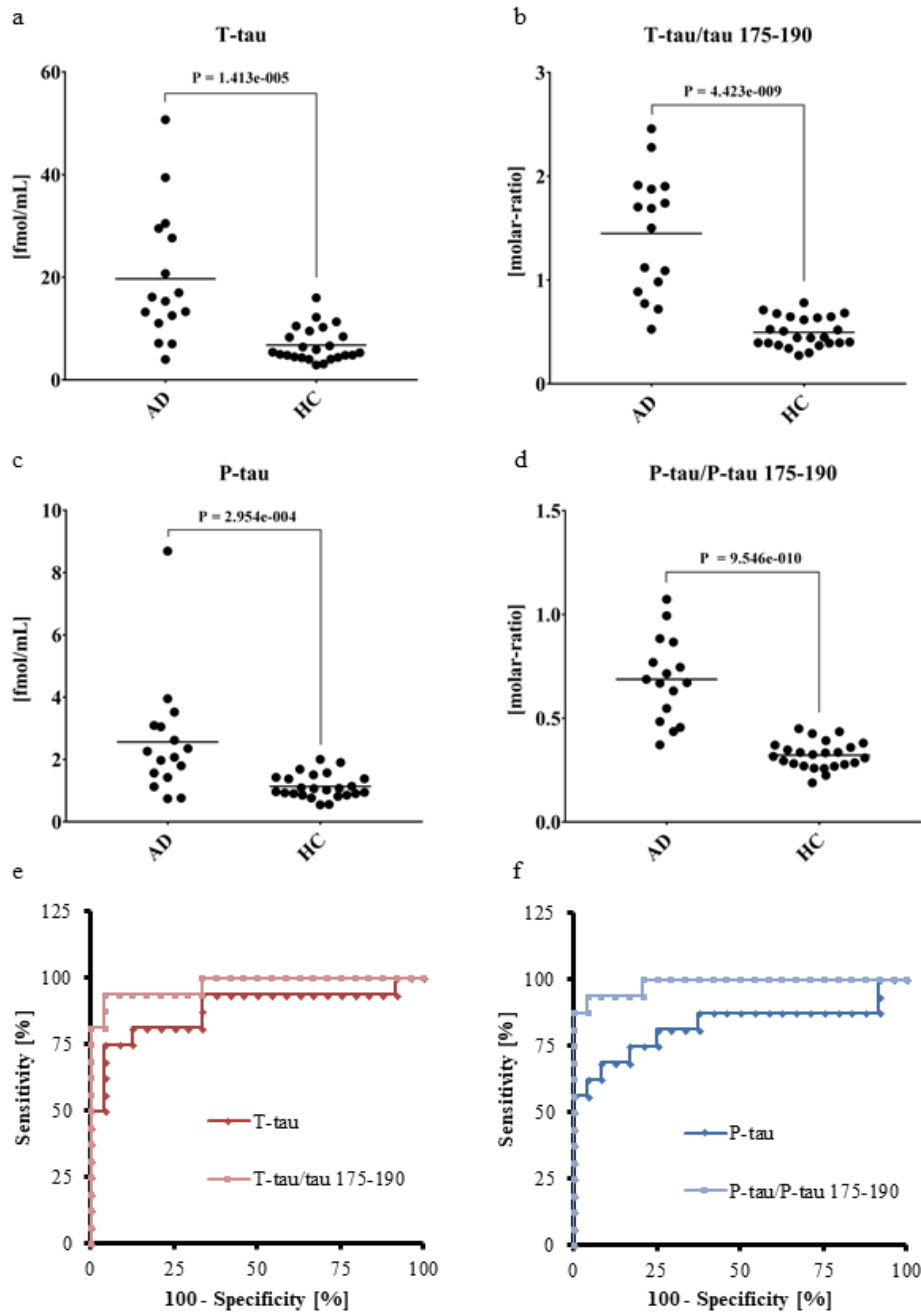 a
T-tau
P = 1.413e-005
60
40
20
0
[fmol/mL]
AD
HC
b
T-tau/tau 175-190
P = 4.423e-009
3
2
1
0
[molar-ratio]
AD
HC
c
P-tau
P = 2.954e-004
10
8
6
4
2
0
[fmol/mL]
AD
HC
d
P-tau/P-tau 175-190
P = 9.546e-010
1.5
1.0
0.5
0.0
[molar-ratio]
AD
HC
e
125
100
75
50
25
0
Sensitivity [%]
T-tau
T-tau/tau 175-190
0 25 50 75 100
100 - Specificity [%]
f
125
100
75
50
25
0
Sensitivity [%]
P-tau
P-tau/P-tau 175-190
0 25 50 75 100
100 - Specificity [%]